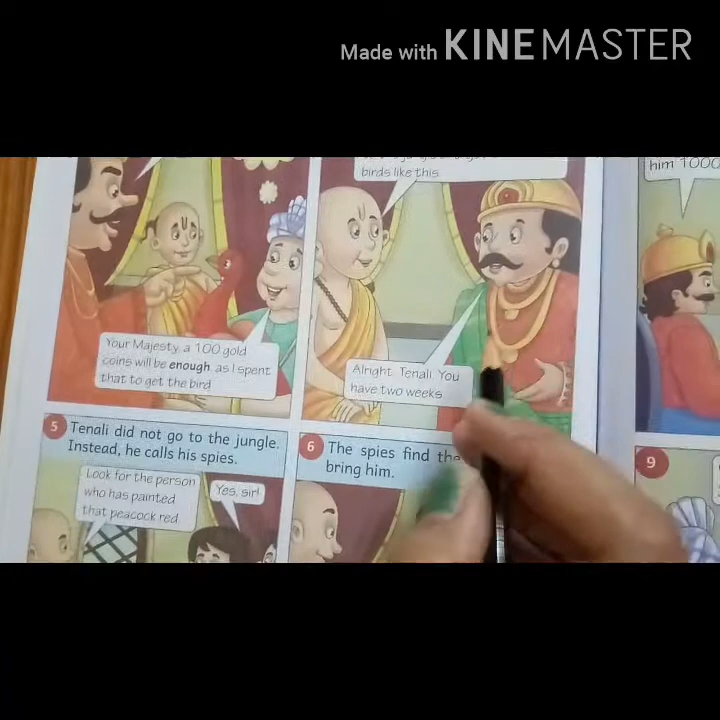 Made with KINEMASTER
birds like this.
him 1000
Your Majesty, a 100 gold
coins will be enough, as I spent
that to get the bird
Alright Tenali. You
have two weeks.
5 Tenali did not go to the jungle.
Instead, he calls his spies.
6 The spies find the
bring him.
Look for the person
who has painted
that peacock red
Yes, sir!
9